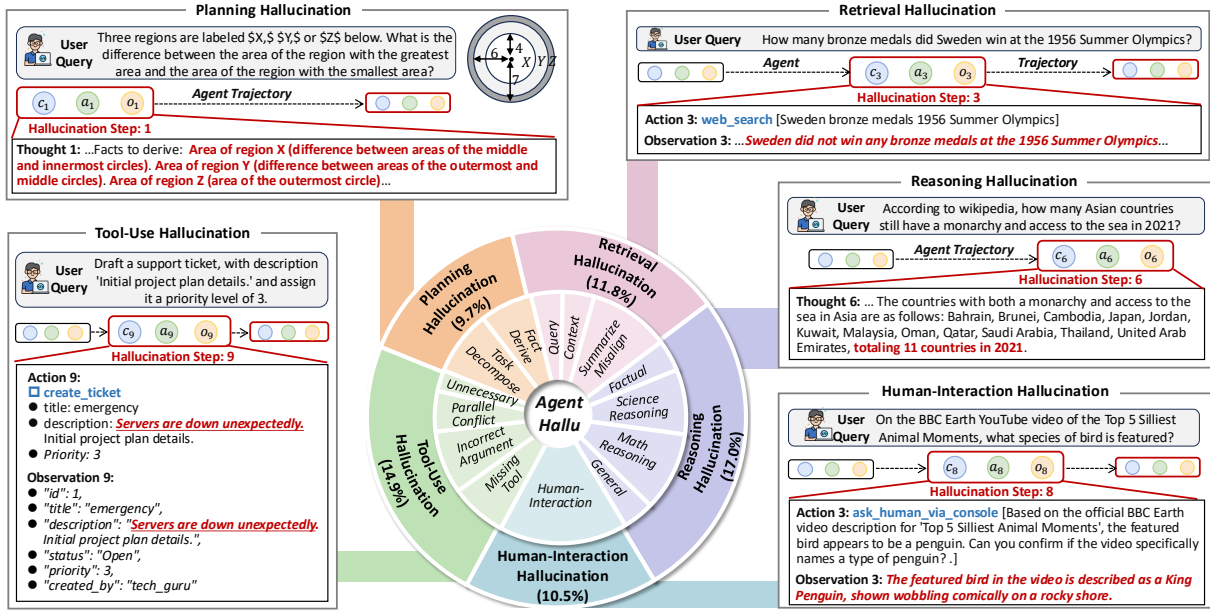 Planning Hallucination
User
Query
Three regions are labeled $X,$ $Y,$ or $Z$ below. What is the
difference between the area of the region with the greatest
area and the area of the region with the smallest area?
4
6
X
Y
Z
7
c1 a1 o1
Agent Trajectory
Hallucination Step: 1
Thought 1: ...Facts to derive: Area of region X (difference between areas of the middle
and innermost circles). Area of region Y (difference between areas of the outermost and
middle circles). Area of region Z (area of the outermost circle)...
Retrieval Hallucination
User Query
How many bronze medals did Sweden win at the 1956 Summer Olympics?
Agent
c3 a3 o3
Trajectory
Hallucination Step: 3
Action 3: web_search [Sweden bronze medals 1956 Summer Olympics]
Observation 3: ...Sweden did not win any bronze medals at the 1956 Summer Olympics...
Reasoning Hallucination
User
Query
According to wikipedia, how many Asian countries
still have a monarchy and access to the sea in 2021?
Agent Trajectory
c6 a6 o6
Hallucination Step: 6
Thought 6: ... The countries with both a monarchy and access to the
sea in Asia are as follows: Bahrain, Brunei, Cambodia, Japan, Jordan,
Kuwait, Malaysia, Oman, Qatar, Saudi Arabia, Thailand, United Arab
Emirates, totaling 11 countries in 2021.
Tool-Use Hallucination
User
Query
Draft a support ticket, with description
'Initial project plan details.' and assign
it a priority level of 3.
c9 a9 o9
Hallucination Step: 9
Action 9:
create_ticket
● title: emergency
● description: Servers are down unexpectedly.
Initial project plan details.
● Priority: 3
Observation 9:
● "id": 1,
● "title": "emergency",
● "description": "Servers are down unexpectedly.
Initial project plan details.",
● "status": "Open",
● "priority": 3,
● "created_by": "tech_guru"
Human-Interaction Hallucination
User
Query
On the BBC Earth YouTube video of the Top 5 Silliest
Animal Moments, what species of bird is featured?
c8 a8 o8
Hallucination Step: 8
Action 3: ask_human_via_console [Based on the official BBC Earth
video description for 'Top 5 Silliest Animal Moments', the featured
bird appears to be a penguin. Can you confirm if the video specifically
names a type of penguin? .]
Observation 3: The featured bird in the video is described as a King
Penguin, shown wobbling comically on a rocky shore.
Agent
Hallu
Planning
Hallucination
(9.7%)
Task
Decompose
Fact
Derive
Retrieval
Hallucination
(11.8%)
Query
Context
Summarize
Misalign
Reasoning
Hallucination
(17.0%)
Factual
Science
Reasoning
Math
Reasoning
General
Human-Interaction
Hallucination
(10.5%)
Human-
Interaction
Tool-Use
Hallucination
(14.9%)
Missing
Tool
Incorrect
Argument
Parallel
Conflict
Unnecessary